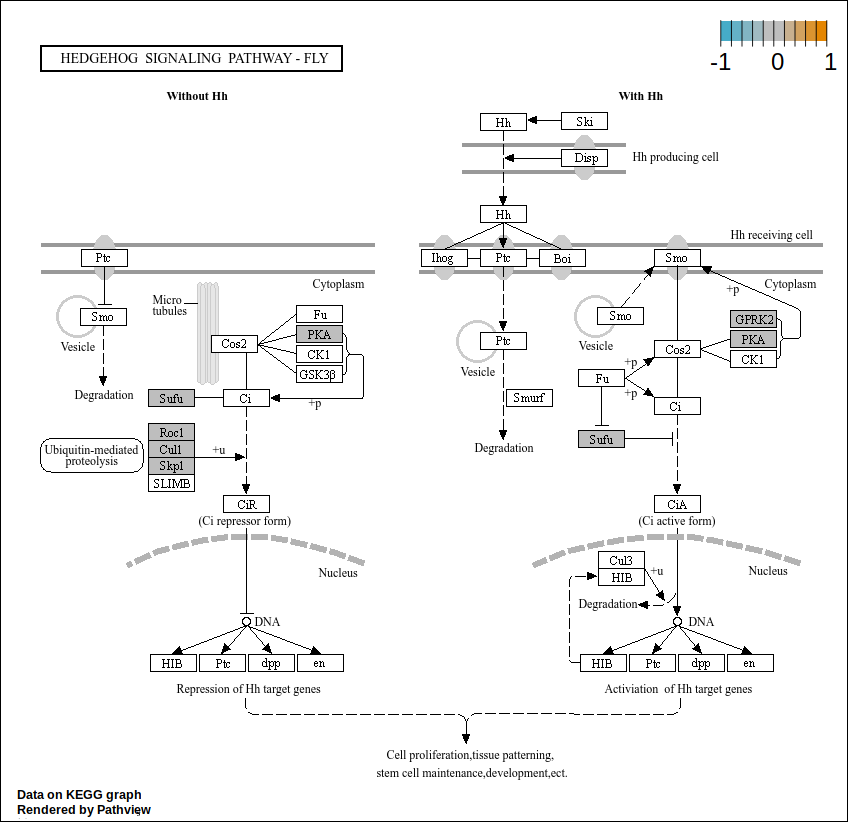 -1 0 1
HEDGEHOG SIGNALING PATHWAY - FLY
Without Hh
With Hh
Hh
Ski
Disp
Hh producing cell
Hh
Hh receiving cell
Ptc
Ihog
Ptc
Boi
Smo
Cytoplasm
Cytoplasm
Micro
tubules
Smo
Vesicle
Fu
PKA
CK1
GSK3β
Cos2
+p
Degradation
Sufu
Ci
Roc1
Cul1
Skp1
SLIMB
+u
Ubiquitin-mediated
proteolysis
CiR
(Ci repressor form)
Nucleus
DNA
HIB
Ptc
dpp
en
Repression of Hh target genes
Ptc
Vesicle
Smurf
Degradation
Smo
Vesicle
+p
GPRK2
PKA
CK1
Cos2
Fu
+p
+p
Ci
Sufu
CiA
(Ci active form)
Nucleus
Cul3
HIB
+u
Degradation
DNA
HIB
Ptc
dpp
en
Activiation of Hh target genes
Cell proliferation,tissue patterning,
stem cell maintenance,development,ect.
Data on KEGG graph
Rendered by Pathview